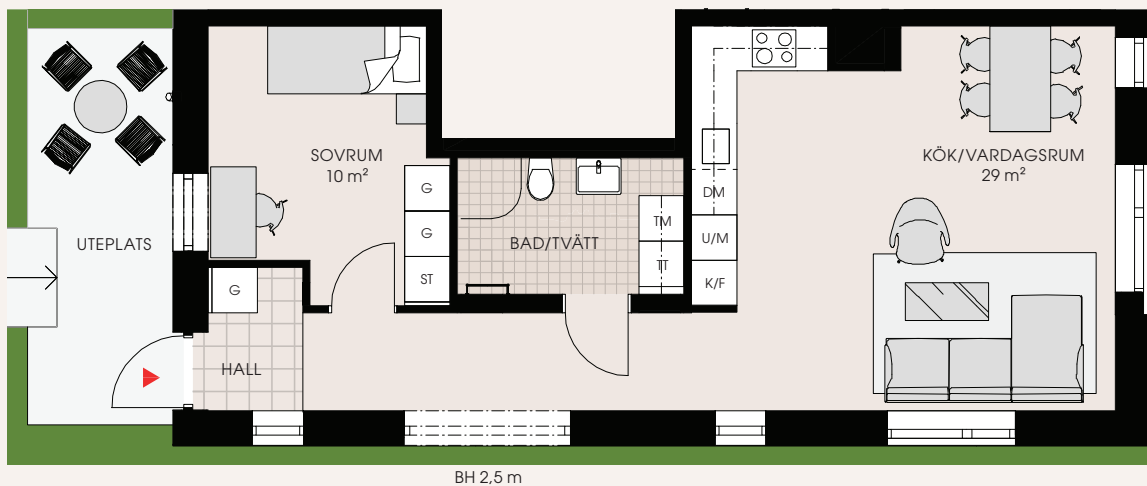 SOVRUM
10 m²
KÖK/VARDAGSRUM
29 m²
UTEPLATS
BAD/TVÄTT
HALL
G
G
ST
G
TM
TT
DM
U/M
K/F
BH 2,5 m